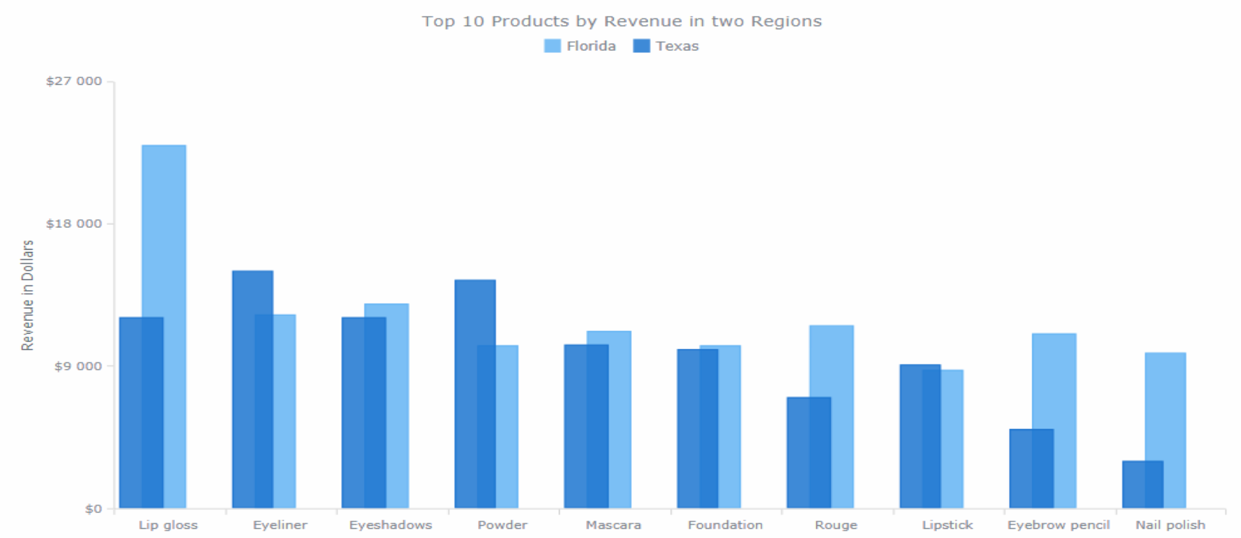 Top 10 Products by Revenue in two Regions
Florida Texas
$27 000
$18 000
$9 000
$0
Revenue in Dollars
Lip gloss Eyeliner Eyeshadows Powder Mascara Foundation Rouge Lipstick Eyebrow pencil Nail polish